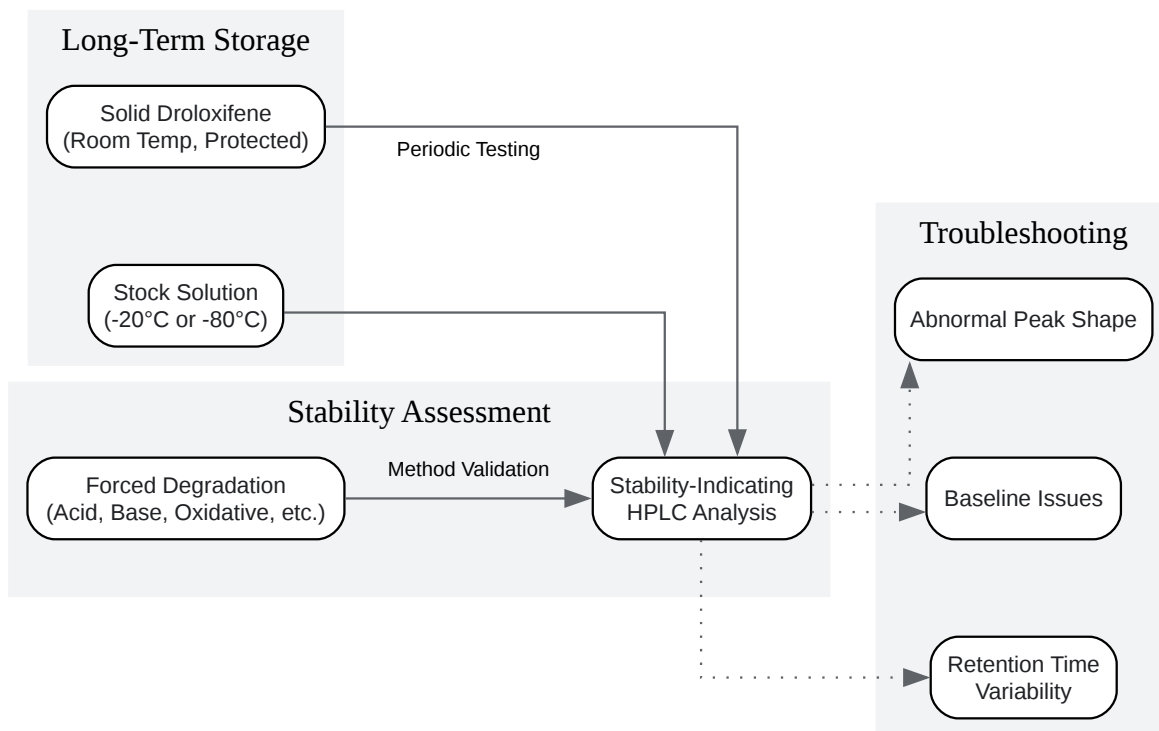 Long-Term Storage
Solid Droloxifene
(Room Temp, Protected)
Periodic Testing
Stock Solution
(-20°C or -80°C)
Stability Assessment
Forced Degradation
(Acid, Base, Oxidative, etc.)
Method Validation
Stability-Indicating
HPLC Analysis
Troubleshooting
Abnormal Peak Shape
Baseline Issues
Retention Time
Variability